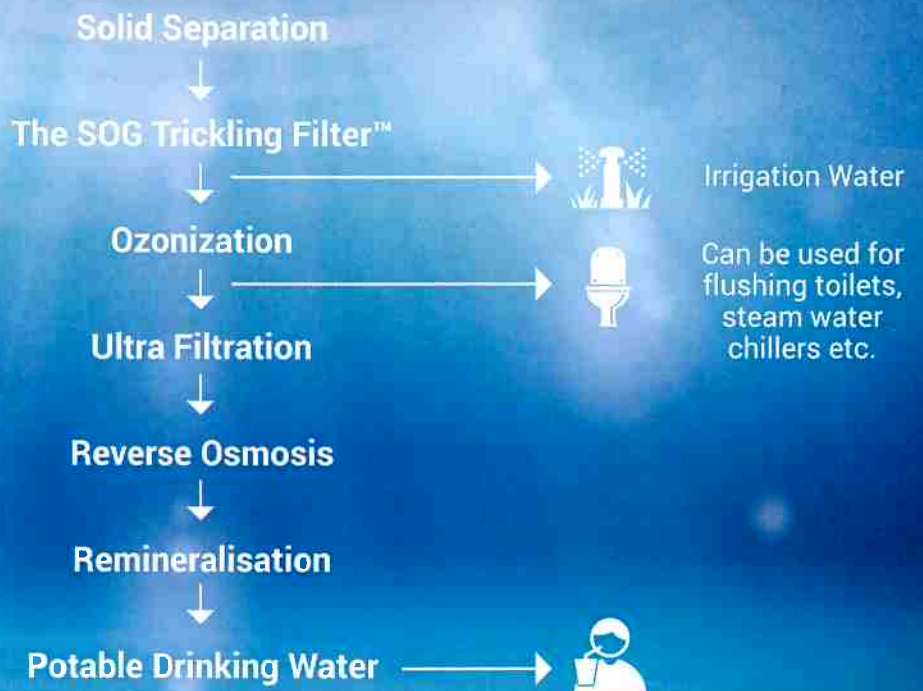 Solid Separation
The SOG Trickling Filter™
Irrigation Water
Ozonization
Can be used for
flushing toilets,
steam water
chillers etc.
Ultra Filtration
Reverse Osmosis
Remineralisation
Potable Drinking Water